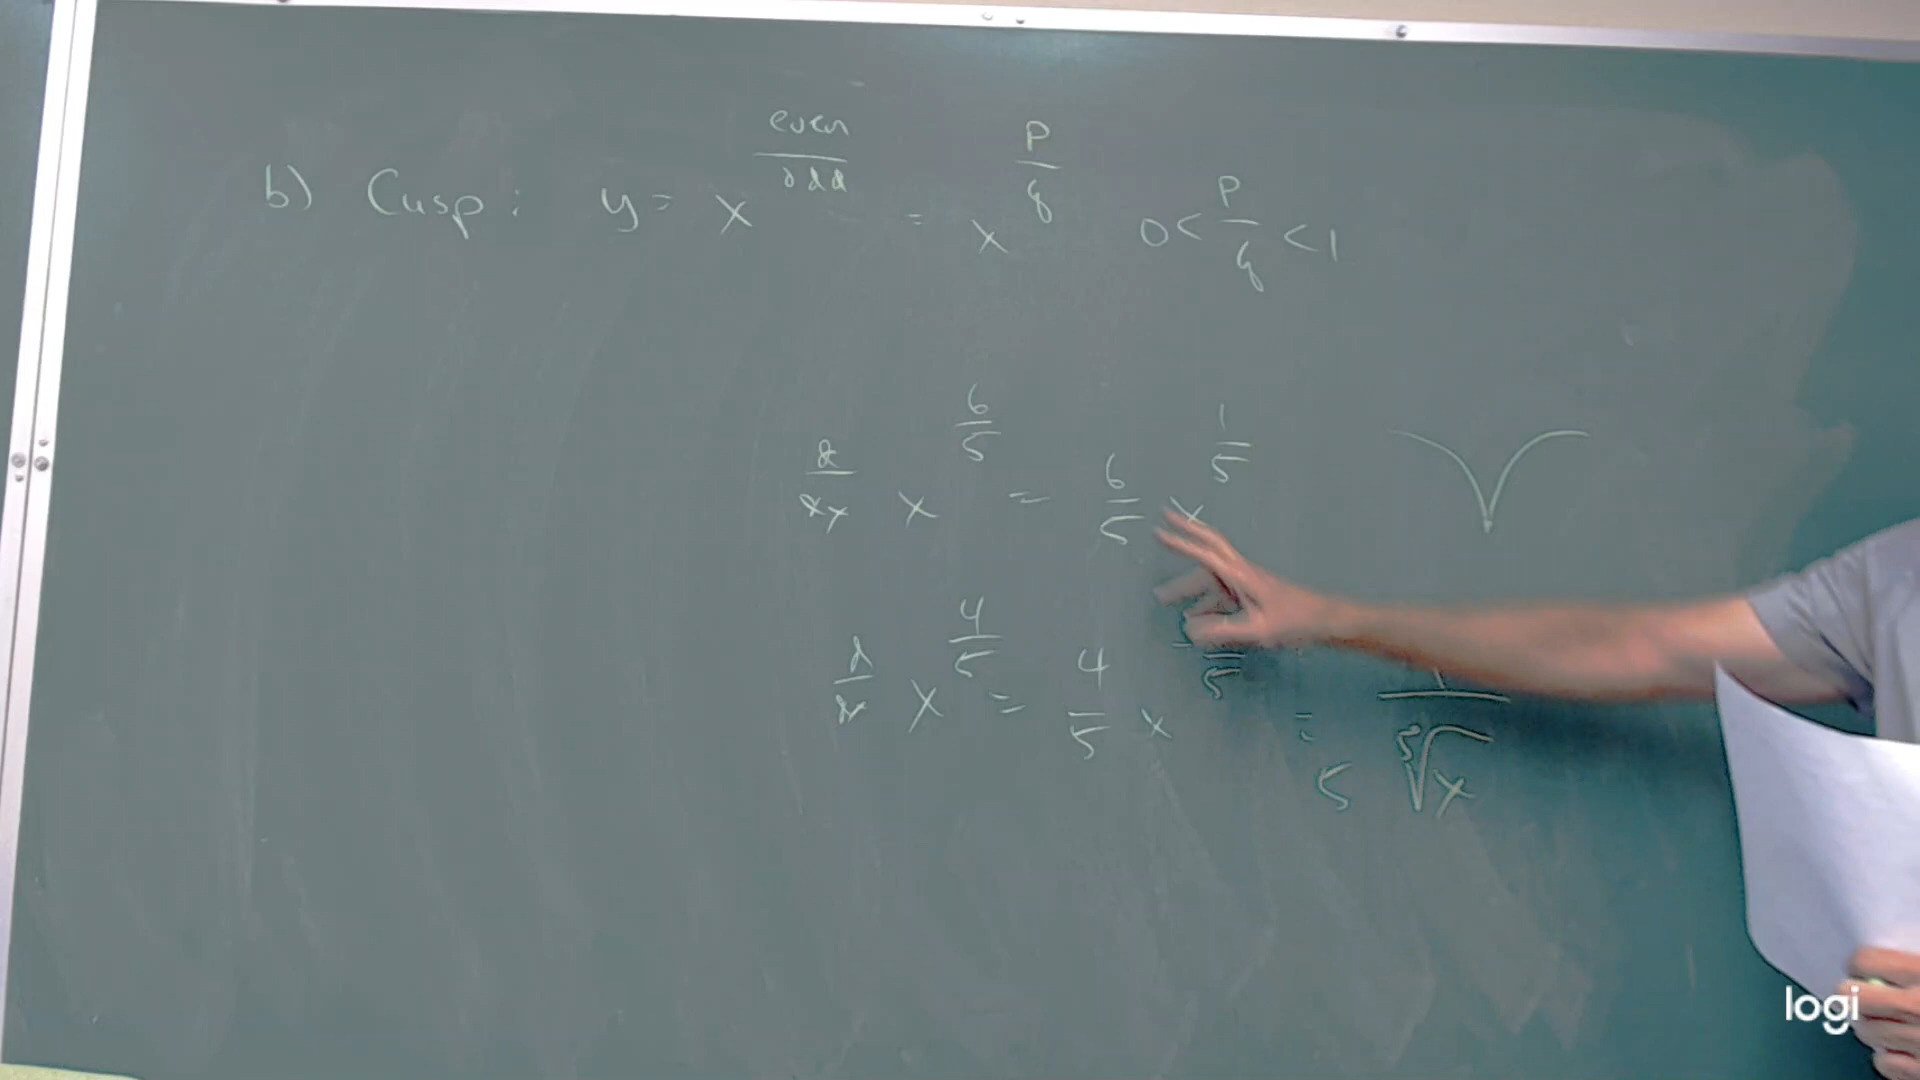 b) Cusp: y = x^(even/odd) = x^(p/q) 0 < p/q < 1
d/dx x^(6/5) = 6/5 x^(1/5)
d/dx x^(4/5) = 4/5 x^(- /5) = 1/(5 ⁵√x)
logi